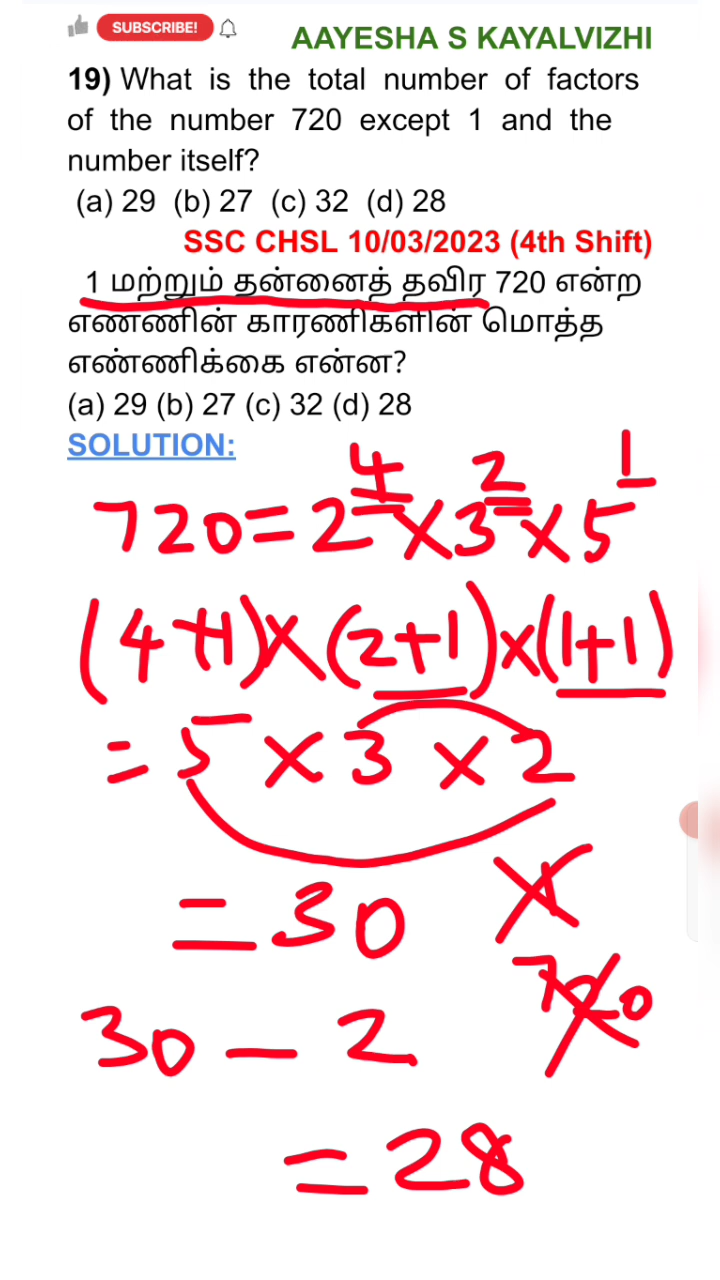 SUBSCRIBE!
AAYESHA S KAYALVIZHI
19) What is the total number of factors
of the number 720 except 1 and the
number itself?
(a) 29 (b) 27 (c) 32 (d) 28
SSC CHSL 10/03/2023 (4th Shift)
1 மற்றும் தன்னைத் தவிர 720 என்ற
எண்ணின் காரணிகளின் மொத்த
எண்ணிக்கை என்ன?
(a) 29 (b) 27 (c) 32 (d) 28
SOLUTION:
720=2⁴×3²×5¹
(4+1)×(2+1)×(1+1)
=5×3×2
=30 1
720
30-2
=28